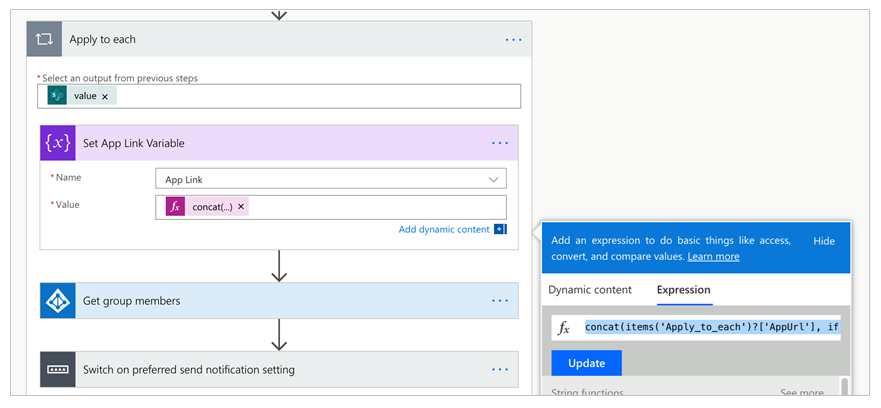 Apply to each
* Select an output from previous steps
value ×
{x} Set App Link Variable
* Name
App Link
* Value
fx concat(...) ×
Add dynamic content
Get group members
Switch on preferred send notification setting
Add an expression to do basic things like access,
convert, and compare values. Learn more
Hide
Dynamic content
Expression
fx concat(items('Apply_to_each')?['AppUrl'], if
Update
String functions
See more